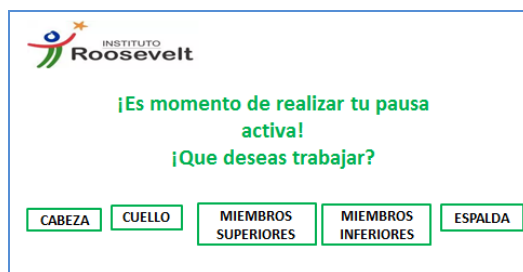 INSTITUTO
Roosevelt
¡Es momento de realizar tu pausa
activa!
¡Que deseas trabajar?
CABEZA
CUELLO
MIEMBROS
SUPERIORES
MIEMBROS
INFERIORES
ESPALDA